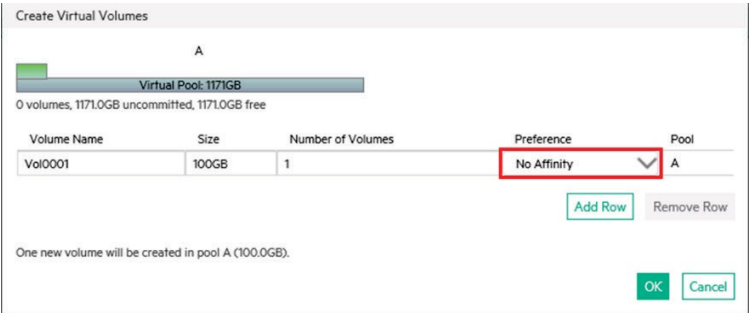 Create Virtual Volumes
A
Virtual Pool: 1171GB
0 volumes, 1171.0GB uncommitted, 1171.0GB free
Volume Name Size Number of Volumes Preference Pool
Vol0001 100GB 1 No Affinity A
Add Row Remove Row
One new volume will be created in pool A (100.0GB).
OK Cancel